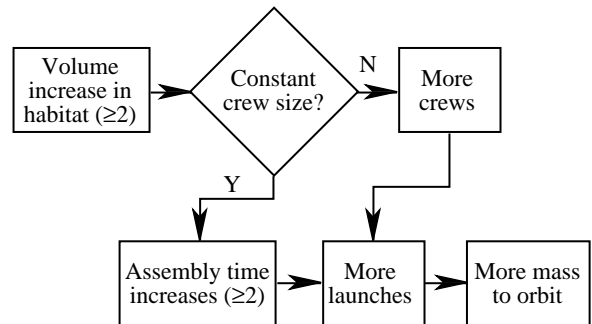 Volume
increase in
habitat (≥2)
Constant
crew size?
N
More
crews
Y
Assembly time
increases (≥2)
More
launches
More mass
to orbit